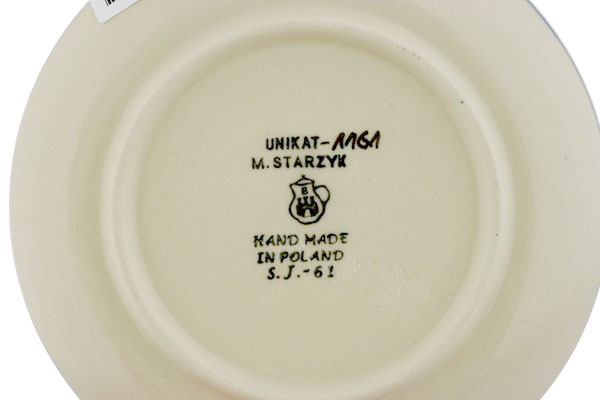 UNIKAT-1161
M. STARZYK
B
HAND MADE
IN POLAND
S.J.-61